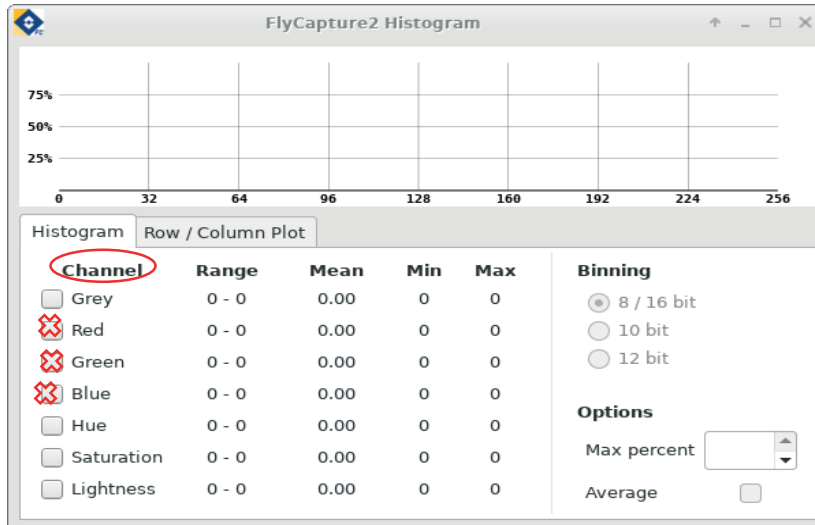 FC
FlyCapture2 Histogram
75%
50%
25%
0 32 64 96 128 160 192 224 256
Histogram Row / Column Plot
Channel Range Mean Min Max Binning
Grey 0 - 0 0.00 0 0 8 / 16 bit
Red 0 - 0 0.00 0 0 10 bit
Green 0 - 0 0.00 0 0 12 bit
Blue 0 - 0 0.00 0 0
Options
Hue 0 - 0 0.00 0 0
Saturation 0 - 0 0.00 0 0 Max percent
Lightness 0 - 0 0.00 0 0 Average